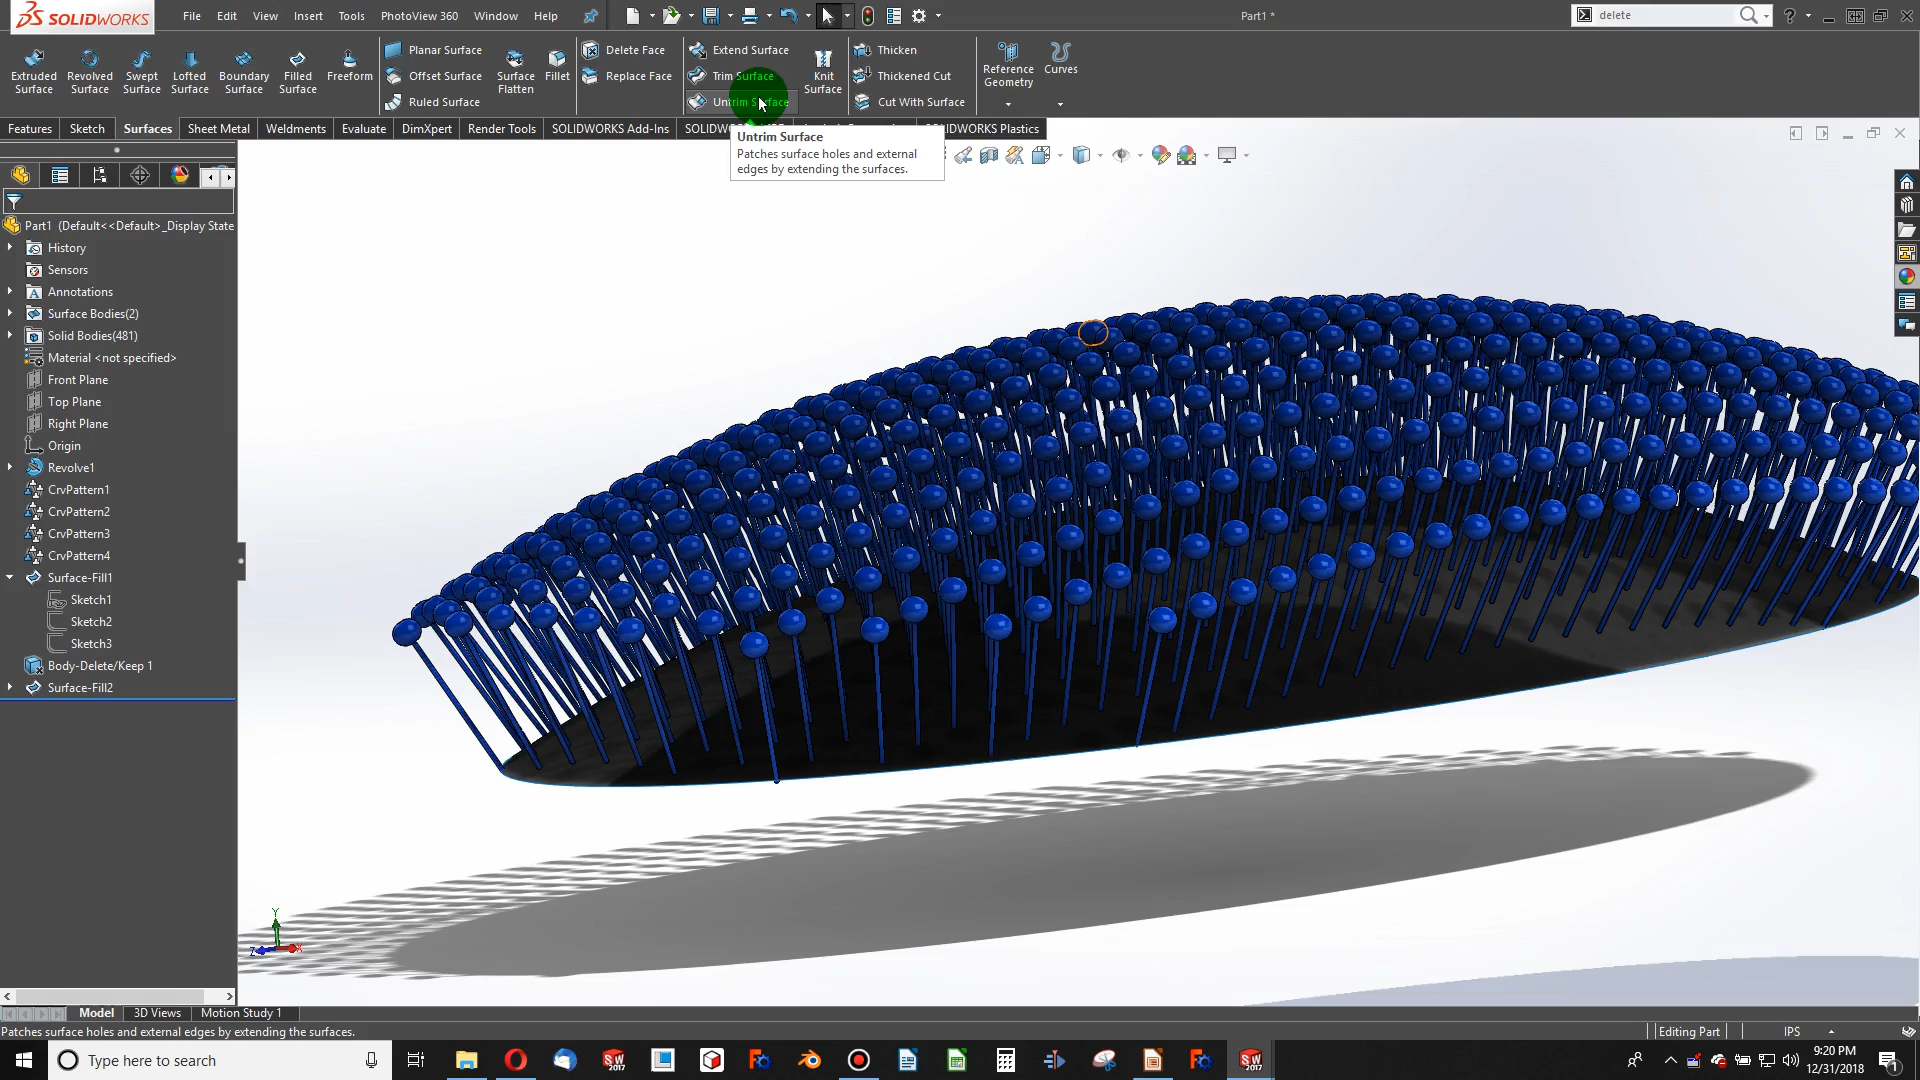 SOLIDWORKS
File Edit View Insert Tools PhotoView 360 Window Help
Part1 *
delete
Extruded Surface
Revolved Surface
Swept Surface
Lofted Surface
Boundary Surface
Filled Surface
Freeform
Planar Surface
Offset Surface
Ruled Surface
Surface Flatten
Fillet
Delete Face
Replace Face
Extend Surface
Trim Surface
Untrim Surface
Knit Surface
Thicken
Thickened Cut
Cut With Surface
Reference Geometry
Curves
Features Sketch Surfaces Sheet Metal Weldments Evaluate DimXpert Render Tools SOLIDWORKS Add-Ins
SOLIDWORKS Plastics
Untrim Surface
Patches surface holes and external
edges by extending the surfaces.
Part1 (Default<<Default>_Display State
History
Sensors
Annotations
Surface Bodies(2)
Solid Bodies(481)
Material <not specified>
Front Plane
Top Plane
Right Plane
Origin
Revolve1
CrvPattern1
CrvPattern2
CrvPattern3
CrvPattern4
Surface-Fill1
Sketch1
Sketch2
Sketch3
Body-Delete/Keep 1
Surface-Fill2
Y
Z
X
Model 3D Views Motion Study 1
Patches surface holes and external edges by extending the surfaces.
Editing Part
IPS
Type here to search
SW
2017
SW
2017
9:20 PM
12/31/2018
1